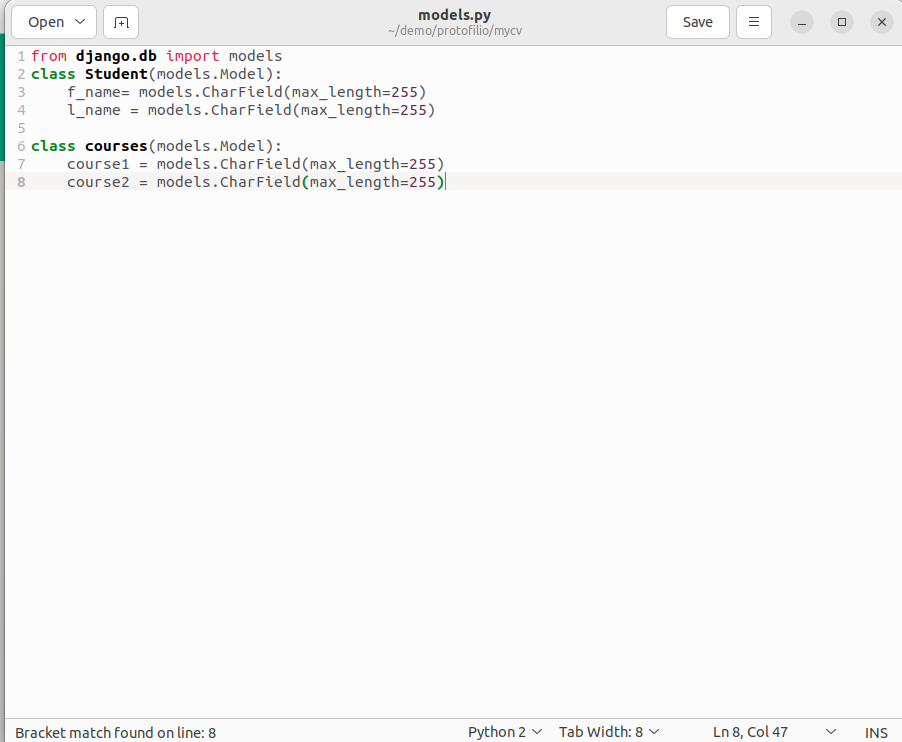 Open
models.py
~/demo/protofilio/mycv
Save
1 from django.db import models
2 class Student(models.Model):
3     f_name= models.CharField(max_length=255)
4     l_name = models.CharField(max_length=255)
5
6 class courses(models.Model):
7     course1 = models.CharField(max_length=255)
8     course2 = models.CharField(max_length=255)
Bracket match found on line: 8 Python 2 Tab Width: 8 Ln 8, Col 47 INS